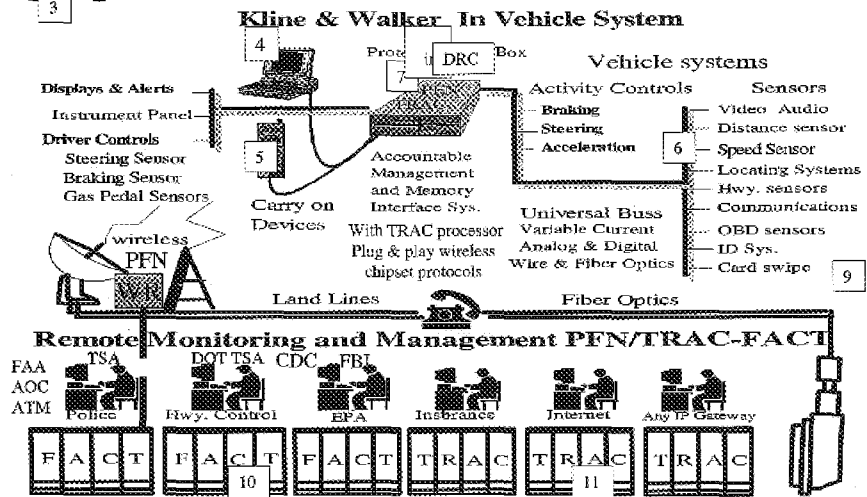 3
Kline & Walker In Vehicle System
4
DRC Box
7
Vehicle systems
Displays & Alerts
PFN
TRAC
Activity Controls
Sensors
Instrument Panel
Braking
Video Audio
Driver Controls
Steering
Distance sensor
Steering Sensor
5
Acceleration
6
Speed Sensor
Braking Sensor
Accountable
Locating Systems
Gas Pedal Sensors
Management
Hwy. sensors
Carry on
and Memory
Communications
Devices
Interface Sys.
Universal Buss
OBD sensors
wireless
With TRAC processor
Variable Current
ID Sys.
PFN
Plug & play wireless
Analog & Digital
Card swipe
9
chipset protocols
Wire & Fiber Optics
Land Lines
Fiber Optics
Remote Monitoring and Management PFN/TRAC-FACT
FAA
TSA
DOT TSA
CDC
FBI
AOC
ATM
Police
Hwy. Control
EPA
Insurance
Internet
Any IP Gateway
F A C T
F A C T
F A C T
T R A C
T R A C
T R A C
10
11